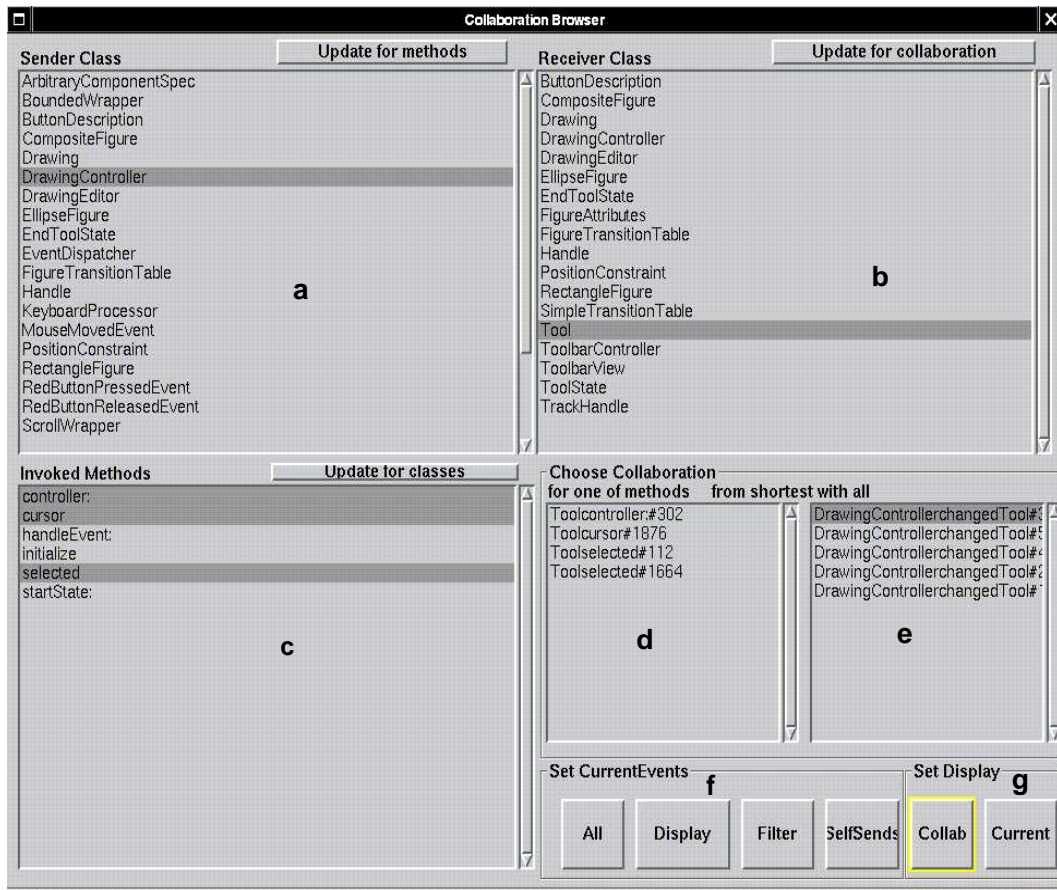 Collaboration Browser
Sender Class
Update for methods
ArbitraryComponentSpec
BoundedWrapper
ButtonDescription
CompositeFigure
Drawing
DrawingController
DrawingEditor
EllipseFigure
EndToolState
EventDispatcher
FigureTransitionTable
Handle
KeyboardProcessor
MouseMovedEvent
PositionConstraint
RectangleFigure
RedButtonPressedEvent
RedButtonReleasedEvent
ScrollWrapper
a
Receiver Class
Update for collaboration
ButtonDescription
CompositeFigure
Drawing
DrawingController
DrawingEditor
EllipseFigure
EndToolState
FigureAttributes
FigureTransitionTable
Handle
PositionConstraint
RectangleFigure
SimpleTransitionTable
Tool
ToolbarController
ToolbarView
ToolState
TrackHandle
b
Invoked Methods
Update for classes
controller:
cursor
handleEvent:
initialize
selected
startState:
c
Choose Collaboration
for one of methods
from shortest with all
Toolcontroller:#302
Toolcursor#1876
Toolselected#112
Toolselected#1664
d
DrawingControllerchangedTool#3
DrawingControllerchangedTool#5
DrawingControllerchangedTool#4
DrawingControllerchangedTool#2
DrawingControllerchangedTool#
e
Set CurrentEvents
f
All
Display
Filter
SelfSends
Set Display
g
Collab
Current